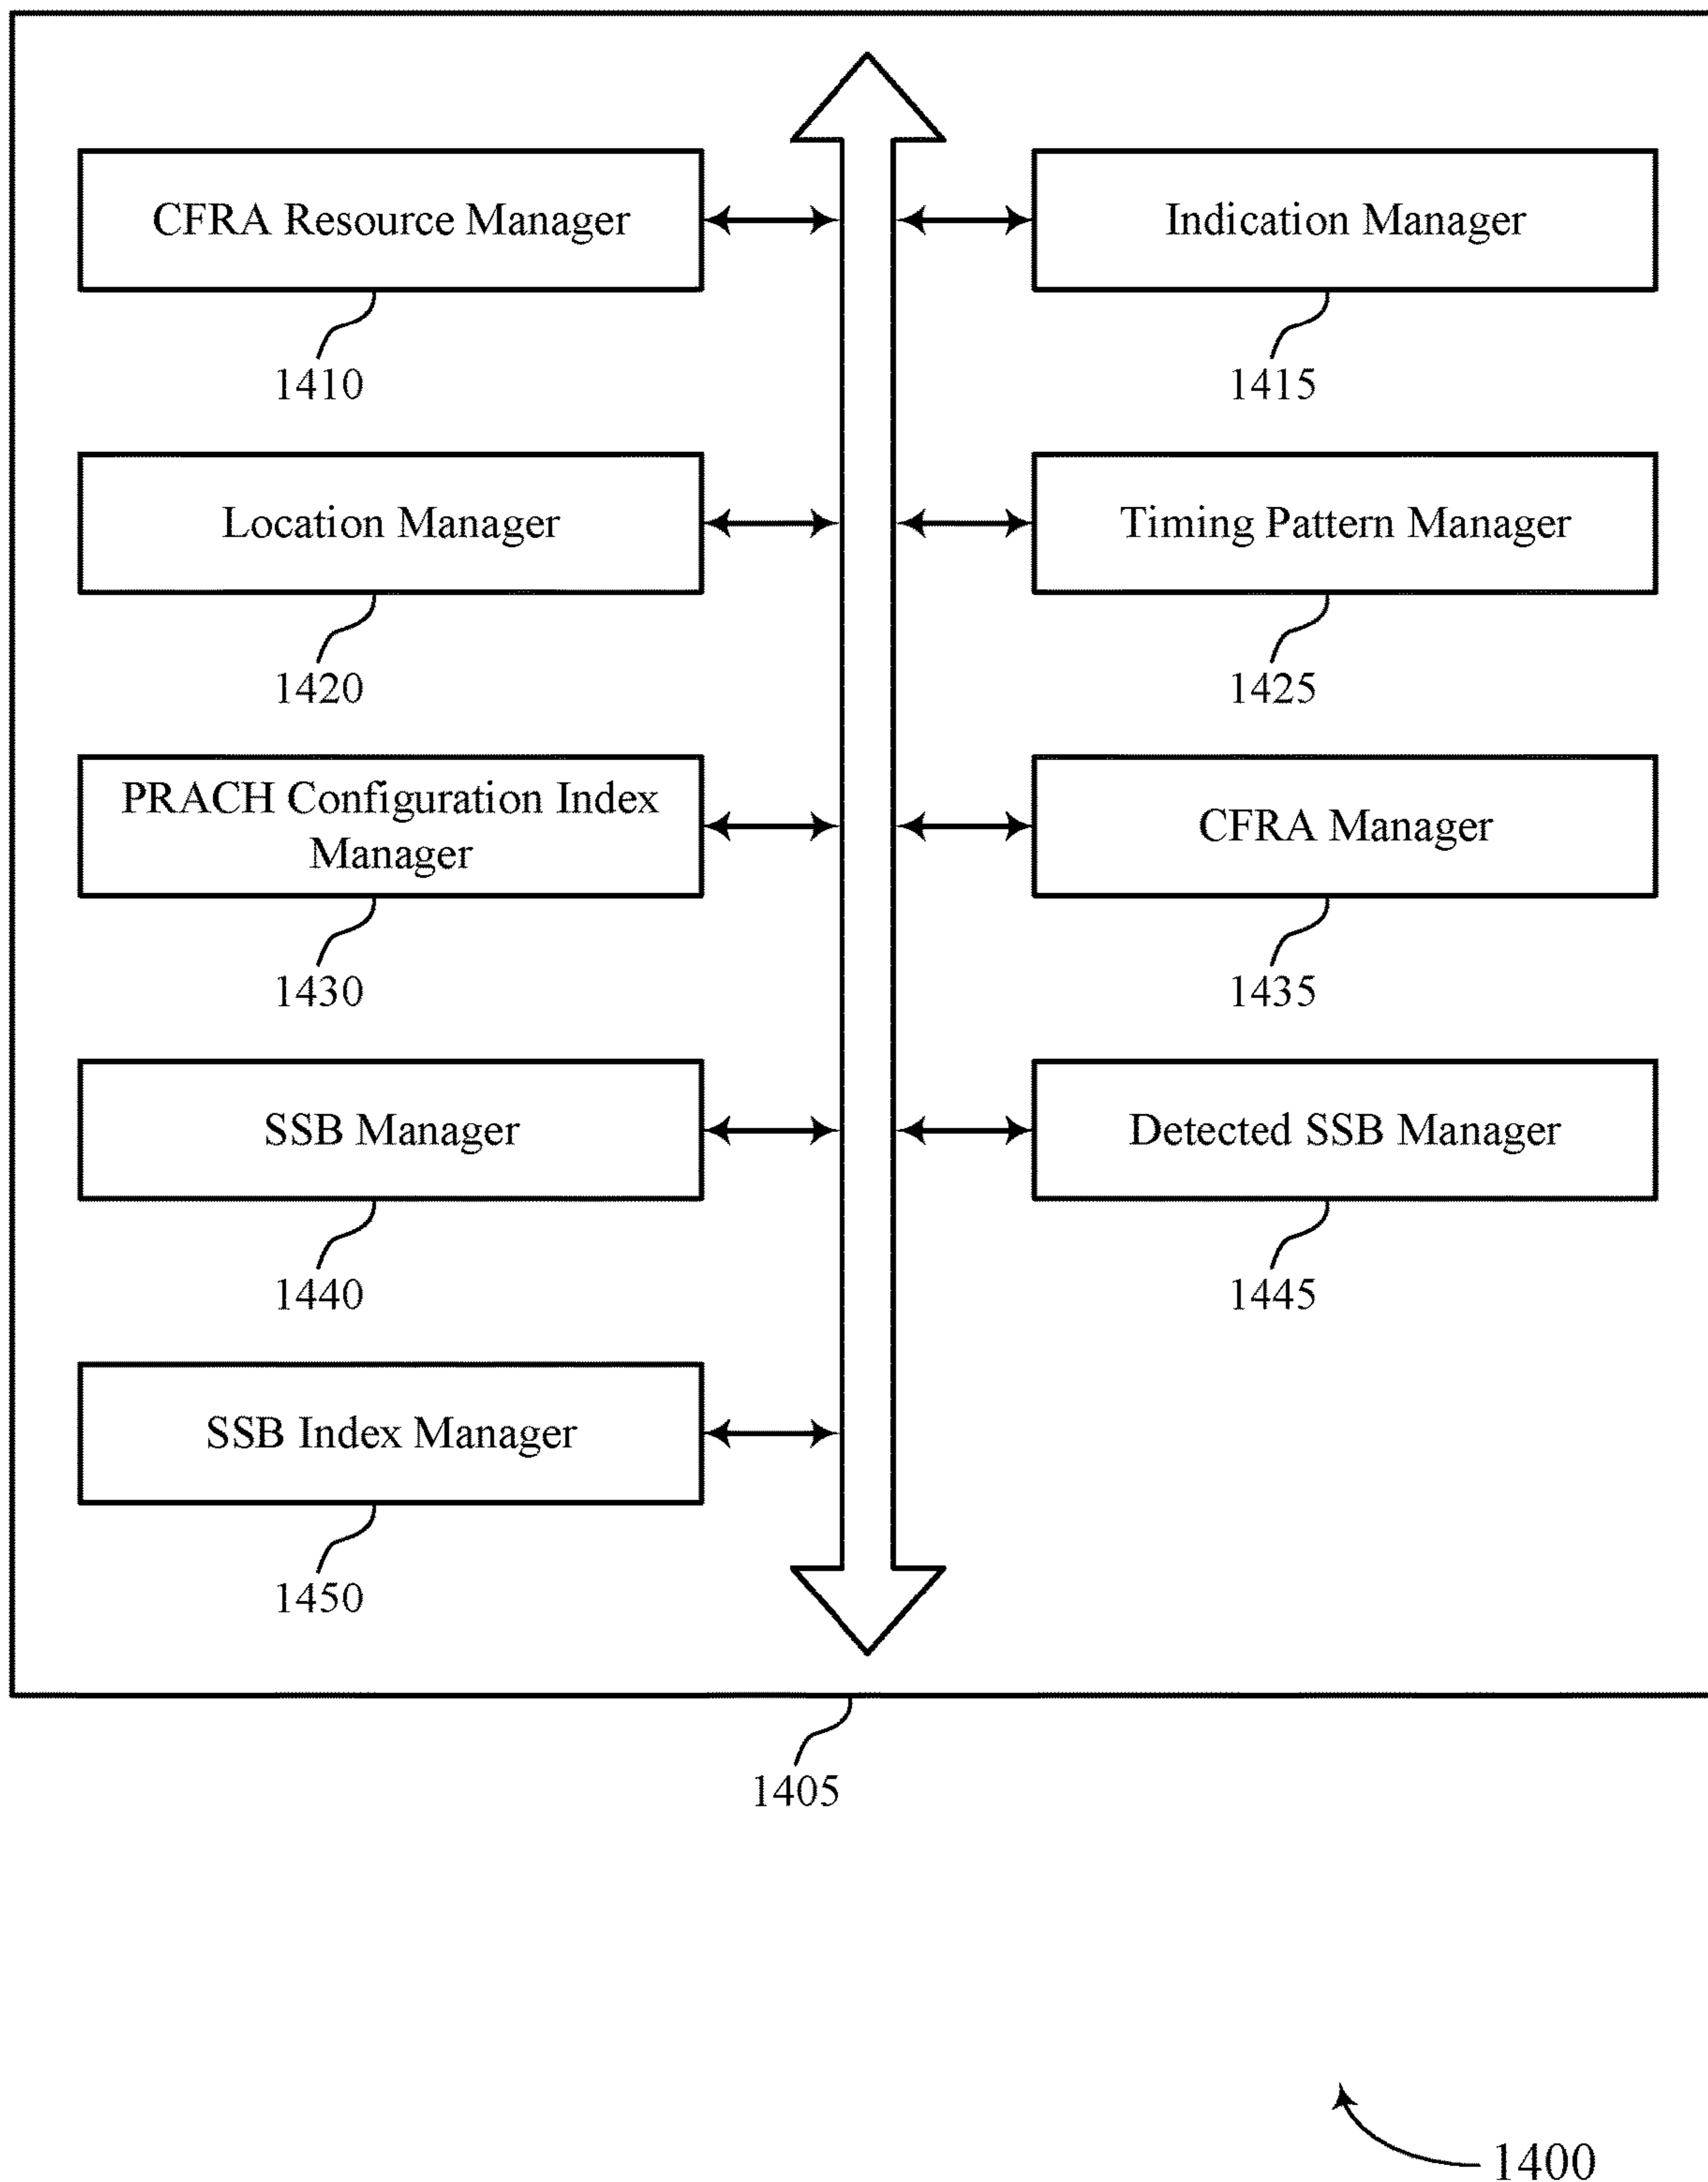 CFRA Resource Manager
Indication Manager
1410
1415
Location Manager
Timing Pattern Manager
1420
1425
PRACH Configuration Index
Manager
CFRA Manager
1430
1435
SSB Manager
Detected SSB Manager
1440
1445
SSB Index Manager
1450
1405
1400